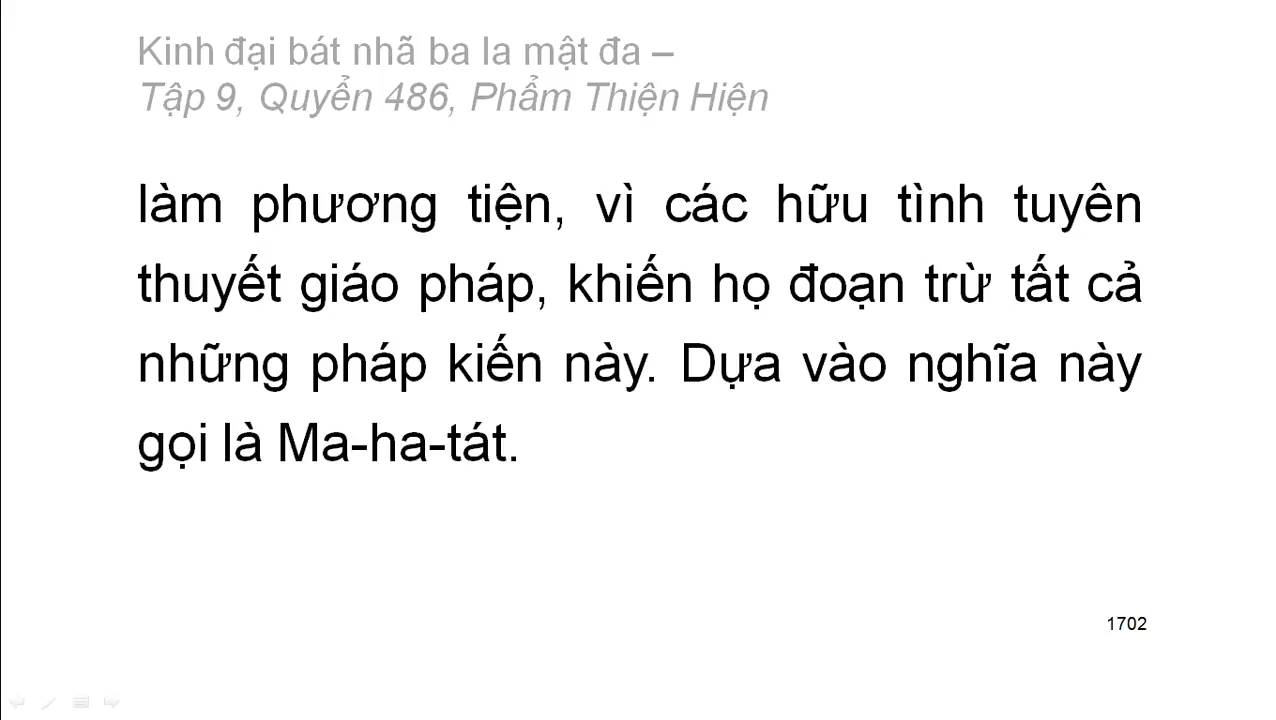 Kinh đại bát nhã ba la mật đa –
Tập 9, Quyển 486, Phẩm Thiện Hiện
làm phương tiện, vì các hữu tình tuyên
thuyết giáo pháp, khiến họ đoạn trừ tất cả
những pháp kiến này. Dựa vào nghĩa này
gọi là Ma-ha-tát.
1702